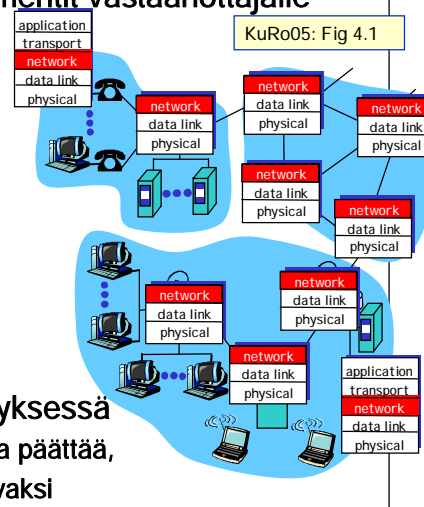 KuRo05: Fig 4.1
application
transport
network
data link
physical
network
data link
physical
network
data link
physical
network
data link
physical
network
data link
physical
network
data link
physical
network
data link
physical
network
data link
physical
network
data link
physical
application
transport
network
data link
physical
päättää,